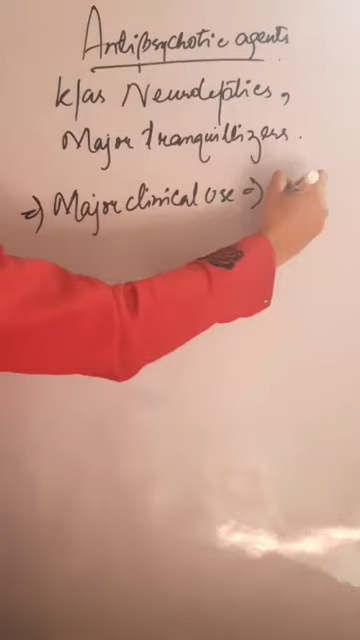 Antipsychotic agents
k/as Neuroleptics,
Major tranquillizers.
=) Major clinical use =)